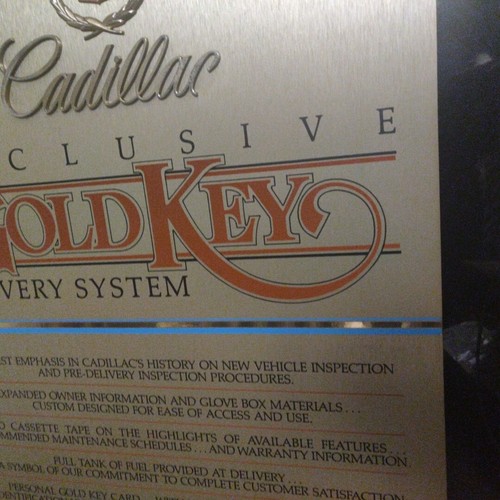 Cadillac
CLUSIVE
GOLD KEY
VERY SYSTEM
ST EMPHASIS IN CADILLAC'S HISTORY ON NEW VEHICLE INSPECTION
AND PRE-DELIVERY INSPECTION PROCEDURES.
XPANDED OWNER INFORMATION AND GLOVE BOX MATERIALS...
CUSTOM DESIGNED FOR EASE OF ACCESS AND USE.
CASSETTE TAPE ON THE HIGHLIGHTS OF AVAILABLE FEATURES...
MMENDED MAINTENANCE SCHEDULES...AND WARRANTY INFORMATION.
FULL TANK OF FUEL PROVIDED AT DELIVERY...
A SYMBOL OF OUR COMMITMENT TO COMPLETE CUSTOMER SATISFACTION
PERSONAL GOLD KEY CARD